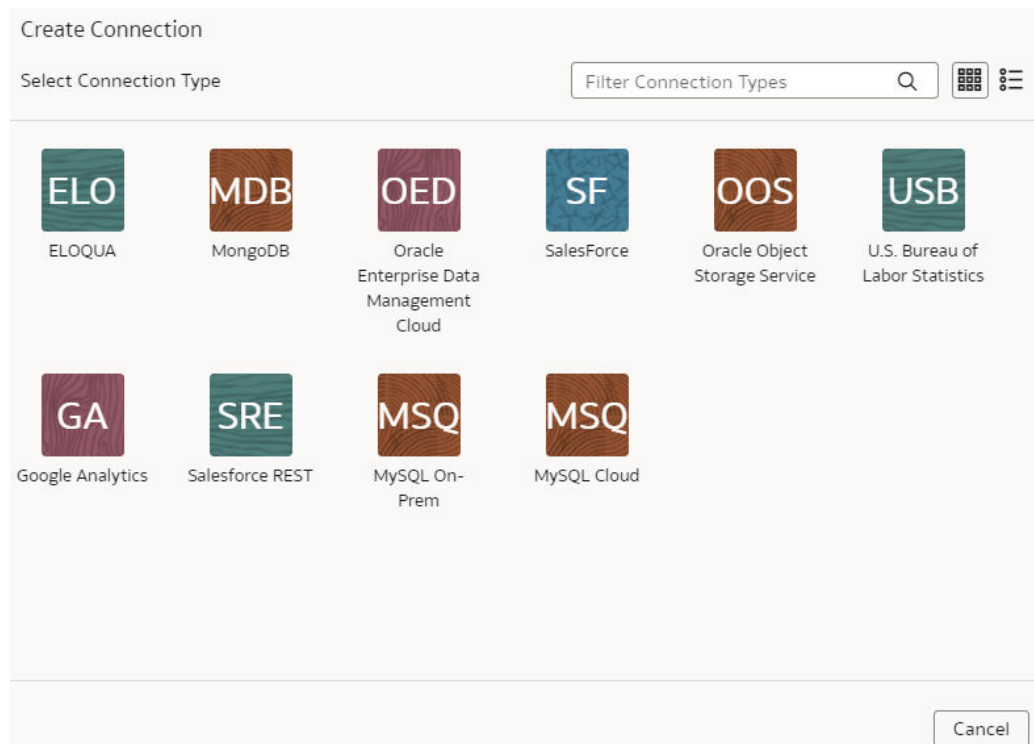 Create Connection
Select Connection Type
Filter Connection Types
ELO
MDB
OED
SF
OOS
USB
ELOQUA
MongoDB
Oracle
Enterprise Data
Management
Cloud
SalesForce
Oracle Object
Storage Service
U.S. Bureau of
Labor Statistics
GA
SRE
MSQ
MSQ
Google Analytics
Salesforce REST
MySQL On-
Prem
MySQL Cloud
Cancel